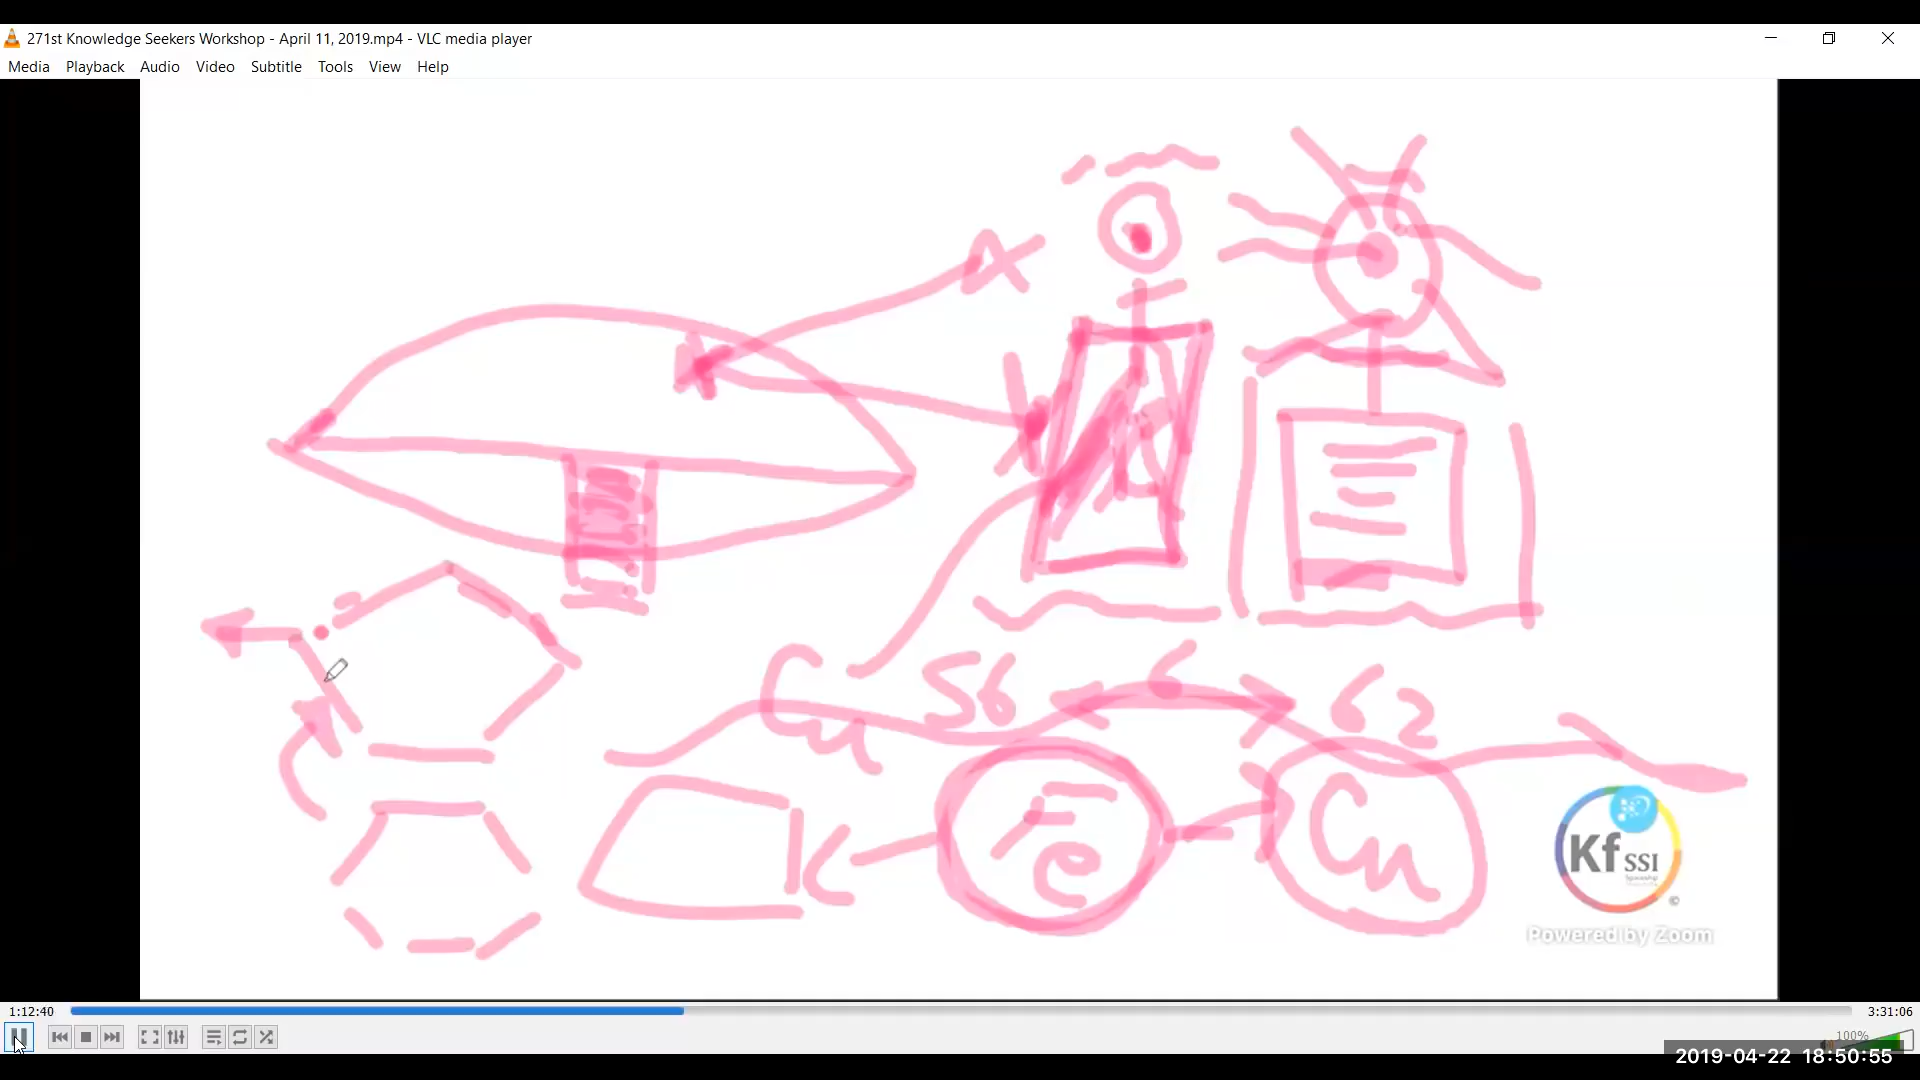 271st Knowledge Seekers Workshop - April 11, 2019.mp4 - VLC media player
Media Playback Audio Video Subtitle Tools View Help
Cu 56 6 62
K Fe Cu
Kf SSI
©
Powered by Zoom
1:12:40 3:31:06
100%
2019-04-22 18:50:55